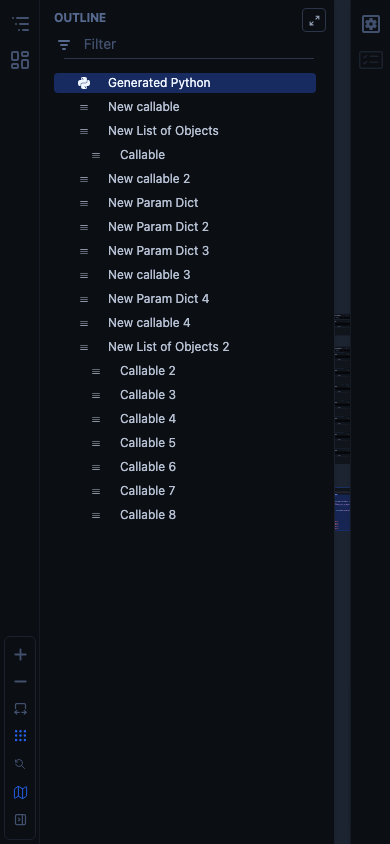 OUTLINE
Filter
Generated Python
New callable
New List of Objects
Callable
New callable 2
New Param Dict
New Param Dict 2
New Param Dict 3
New callable 3
New Param Dict 4
New callable 4
New List of Objects 2
Callable 2
Callable 3
Callable 4
Callable 5
Callable 6
Callable 7
Callable 8